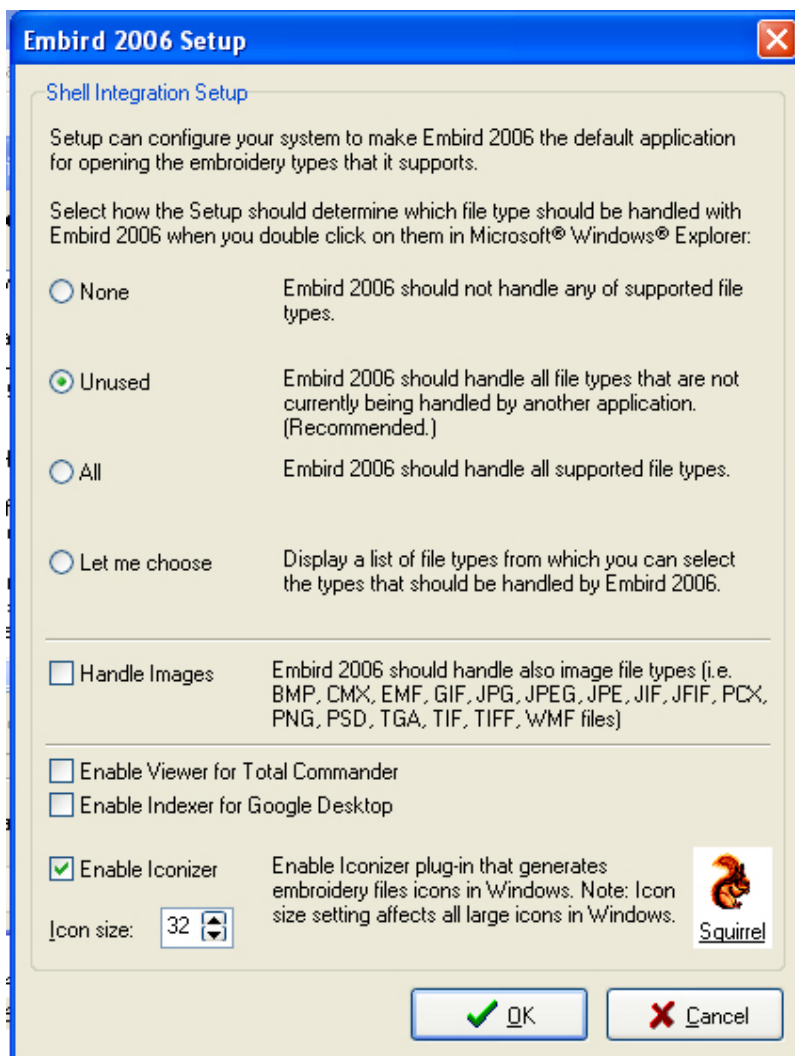 Embird 2006 Setup
Shell Integration Setup
Setup can configure your system to make Embird 2006 the default application
for opening the embroidery types that it supports.
Select how the Setup should determine which file type should be handled with
Embird 2006 when you double click on them in Microsoft® Windows® Explorer:
None
Embird 2006 should not handle any of supported file
types.
Unused
Embird 2006 should handle all file types that are not
currently being handled by another application.
(Recommended.)
All
Embird 2006 should handle all supported file types.
Let me choose
Display a list of file types from which you can select
the types that should be handled by Embird 2006.
Handle Images
Embird 2006 should handle also image file types (i.e.
BMP, CMX, EMF, GIF, JPG, JPEG, JPE, JIF, JFIF, PCX,
PNG, PSD, TGA, TIF, TIFF, WMF files)
Enable Viewer for Total Commander
Enable Indexer for Google Desktop
Enable Iconizer
Enable Iconizer plug-in that generates
embroidery files icons in Windows. Note: Icon
size setting affects all large icons in Windows.
Icon size:
32
Squirrel
OK
Cancel